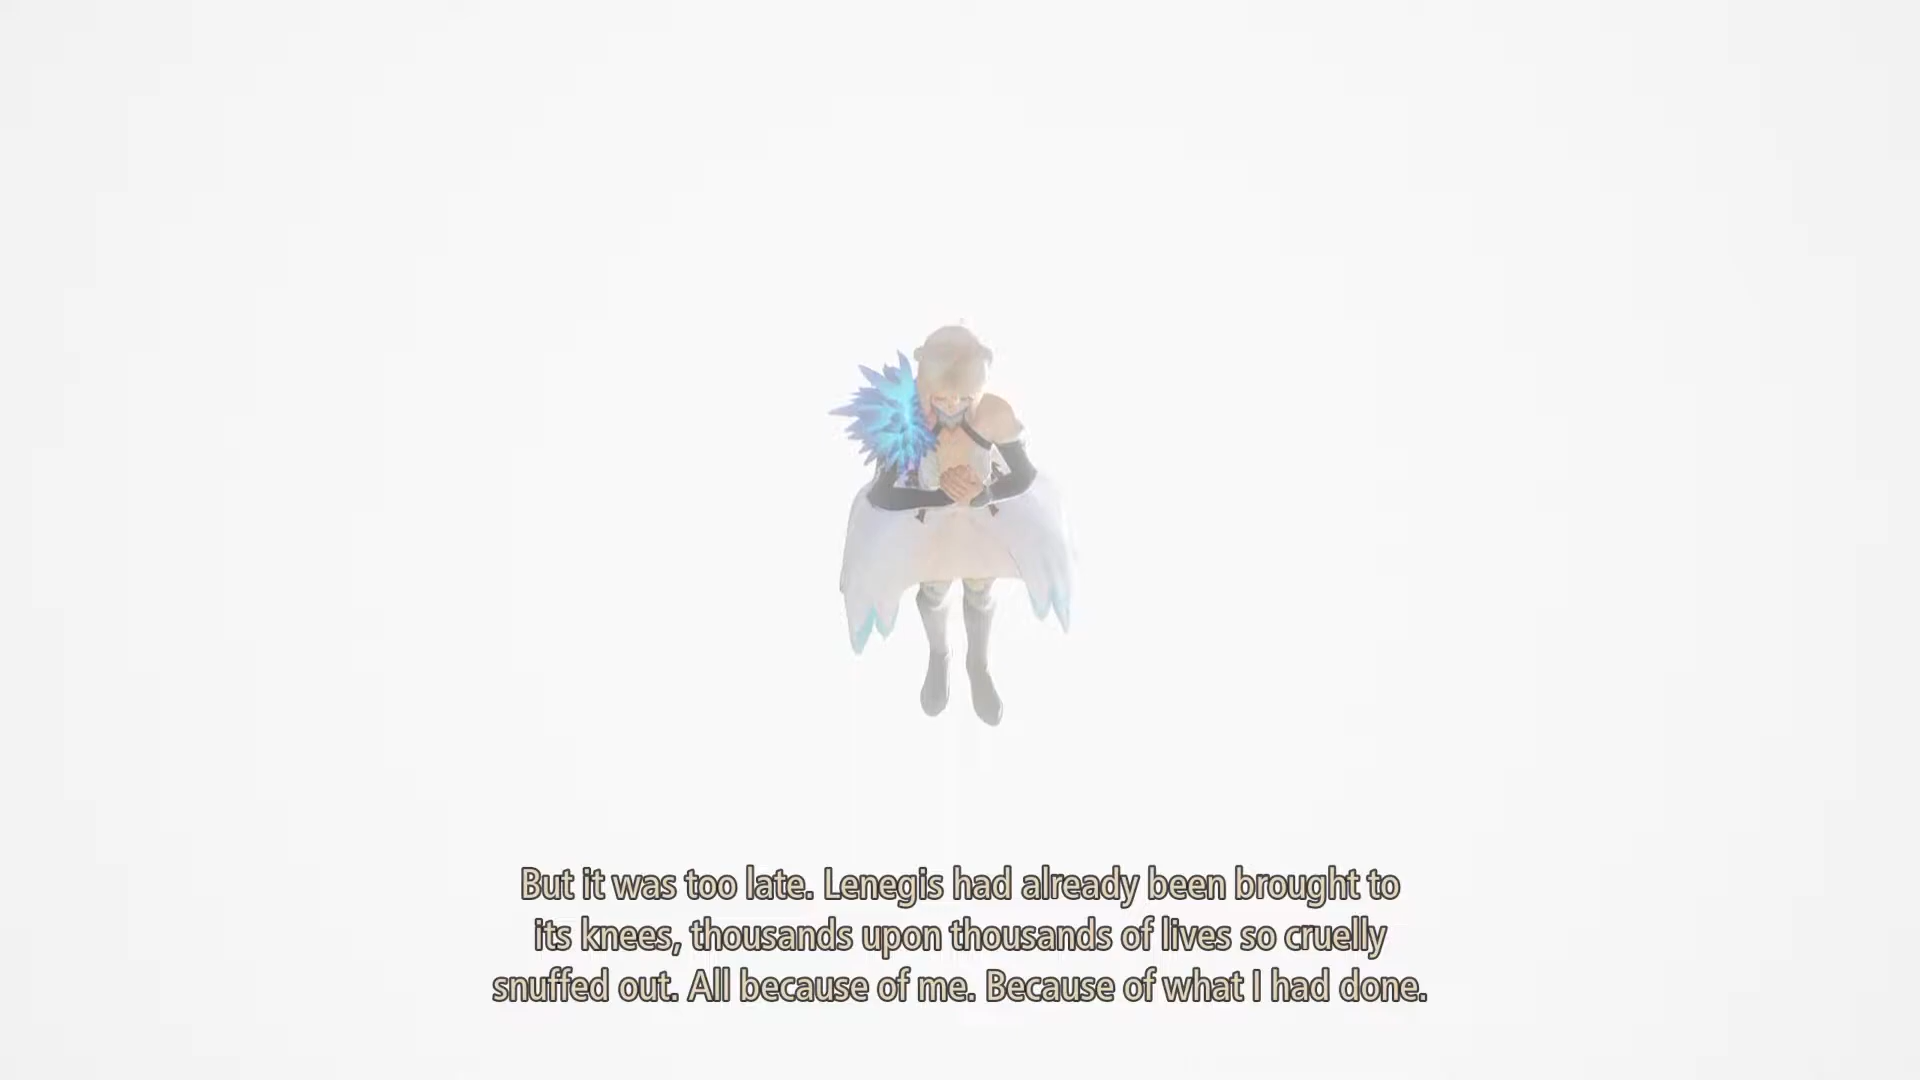 But it was too late. Lenegis had already been brought to
its knees, thousands upon thousands of lives so cruelly
snuffed out. All because of me. Because of what I had done.